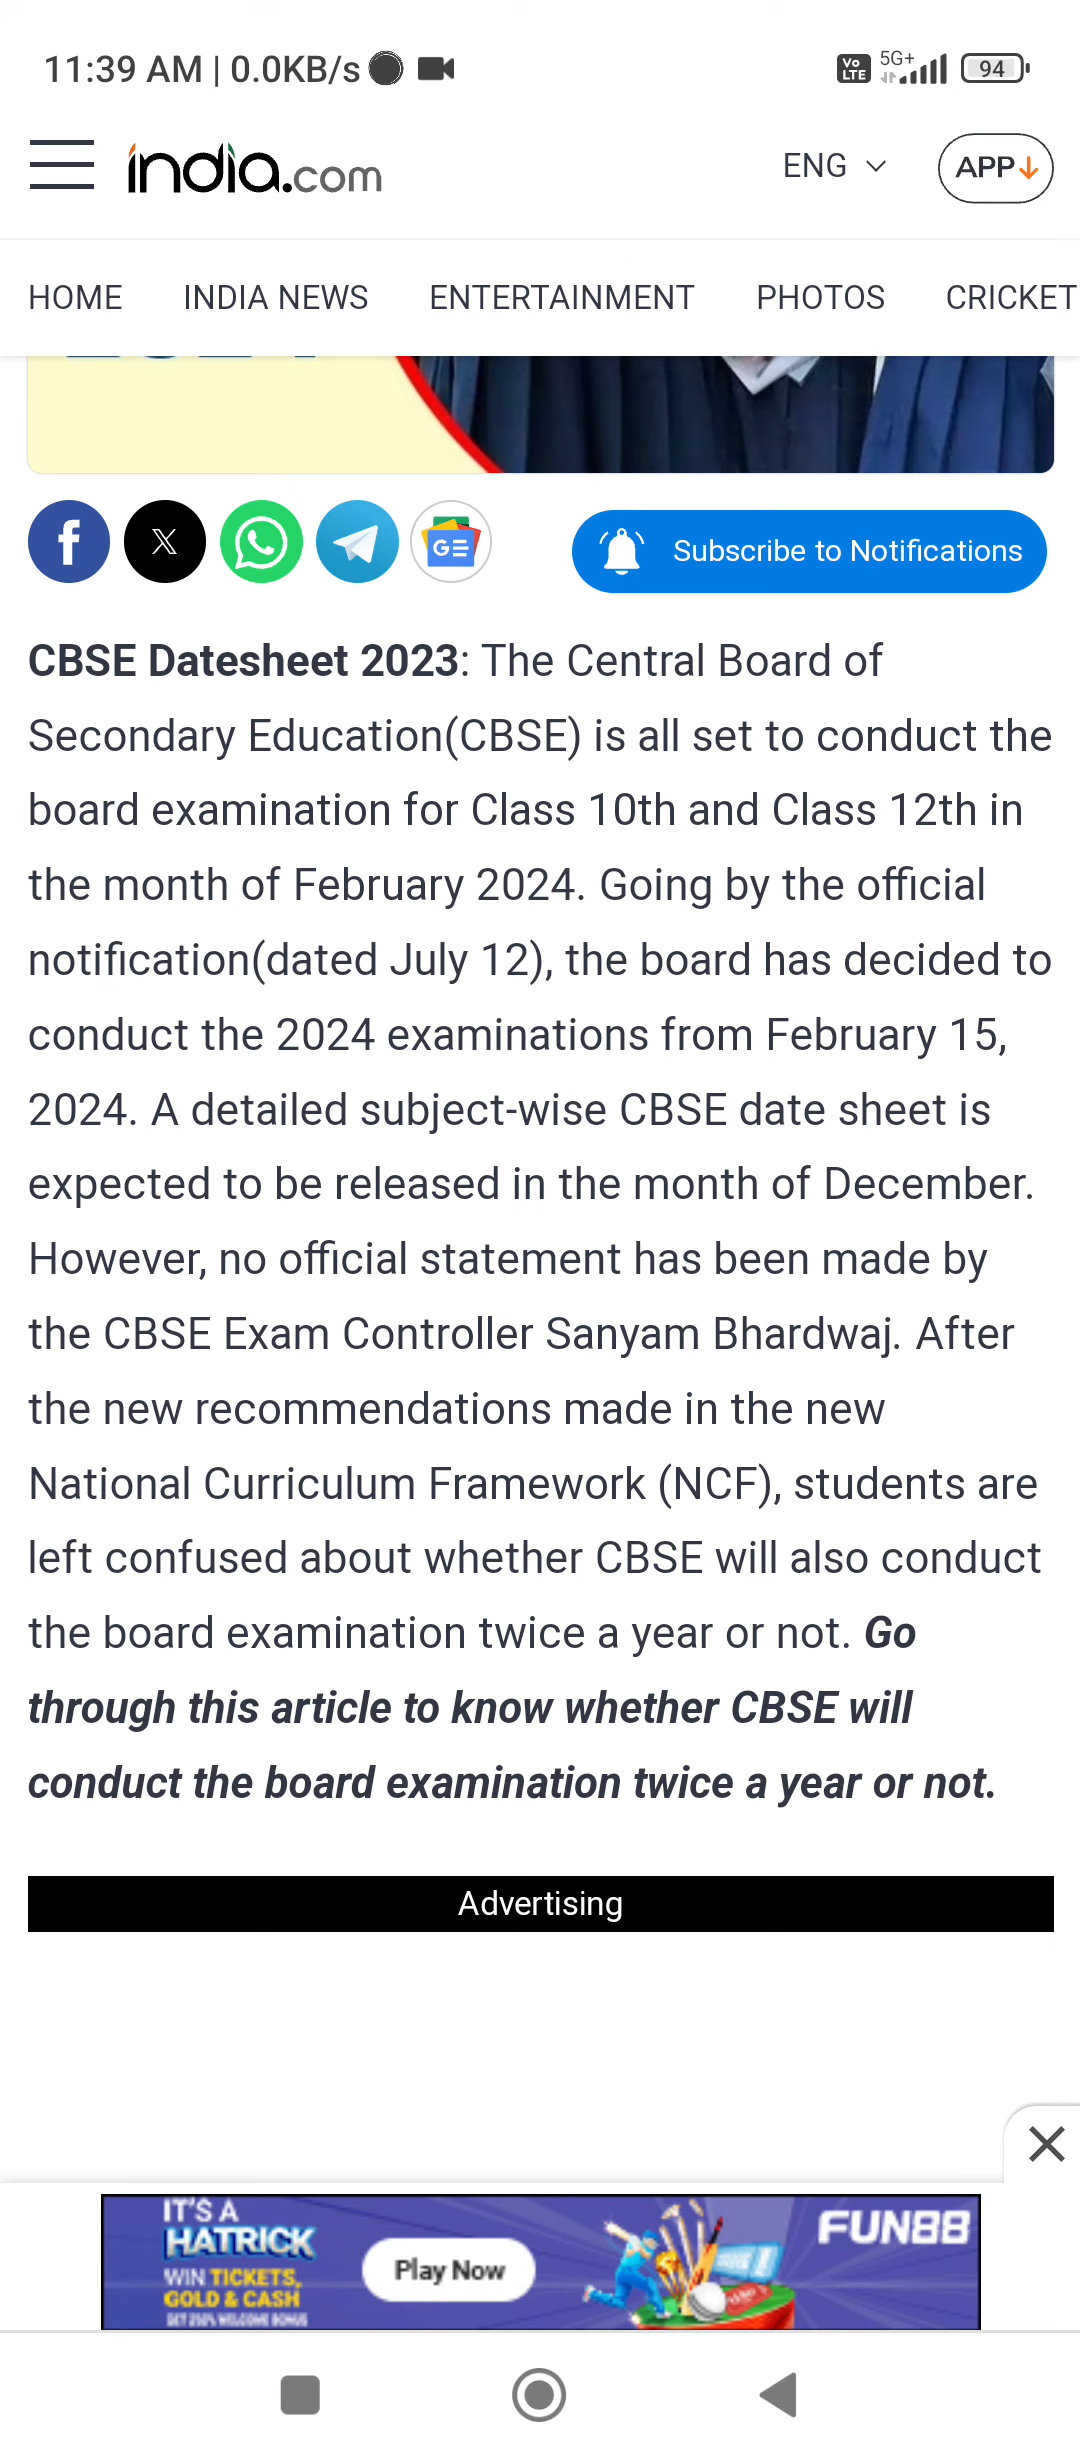 11:39 AM | 0.0KB/s
Vo LTE 5G+ 94
india.com
ENG
APP
HOME INDIA NEWS ENTERTAINMENT PHOTOS CRICKET
Subscribe to Notifications
CBSE Datesheet 2023: The Central Board of
Secondary Education(CBSE) is all set to conduct the
board examination for Class 10th and Class 12th in
the month of February 2024. Going by the official
notification(dated July 12), the board has decided to
conduct the 2024 examinations from February 15,
2024. A detailed subject-wise CBSE date sheet is
expected to be released in the month of December.
However, no official statement has been made by
the CBSE Exam Controller Sanyam Bhardwaj. After
the new recommendations made in the new
National Curriculum Framework (NCF), students are
left confused about whether CBSE will also conduct
the board examination twice a year or not. Go
through this article to know whether CBSE will
conduct the board examination twice a year or not.
Advertising
IT'S A
HATRICK
WIN TICKETS,
GOLD & CASH
Play Now
FUN88